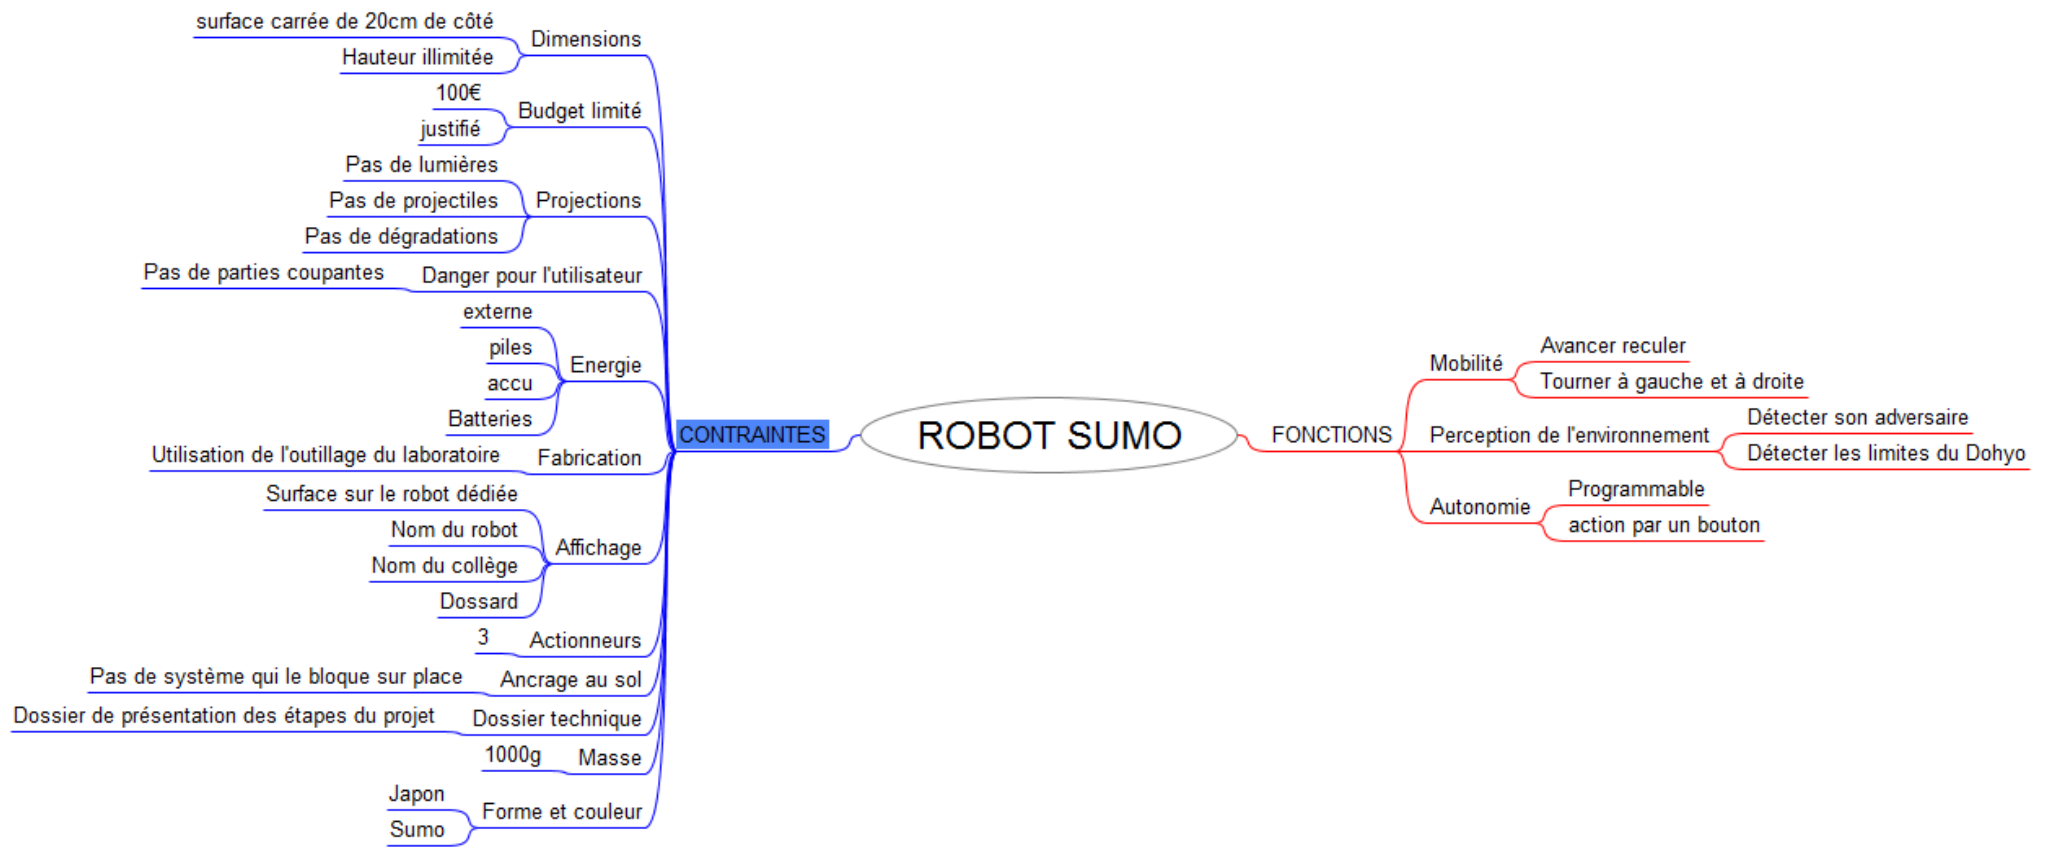 surface carrée de 20cm de côté
Hauteur illimitée
Dimensions
100€
justifié
Budget limité
Pas de lumières
Pas de projectiles
Pas de dégradations
Projections
Pas de parties coupantes
Danger pour l'utilisateur
externe
piles
accu
Batteries
Energie
Utilisation de l'outillage du laboratoire
Fabrication
Surface sur le robot dédiée
Nom du robot
Nom du collège
Dossard
Affichage
3
Actionneurs
Pas de système qui le bloque sur place
Ancrage au sol
Dossier de présentation des étapes du projet
Dossier technique
1000g
Masse
Japon
Sumo
Forme et couleur
CONTRAINTES
ROBOT SUMO
FONCTIONS
Mobilité
Avancer reculer
Tourner à gauche et à droite
Perception de l'environnement
Détecter son adversaire
Détecter les limites du Dohyo
Autonomie
Programmable
action par un bouton